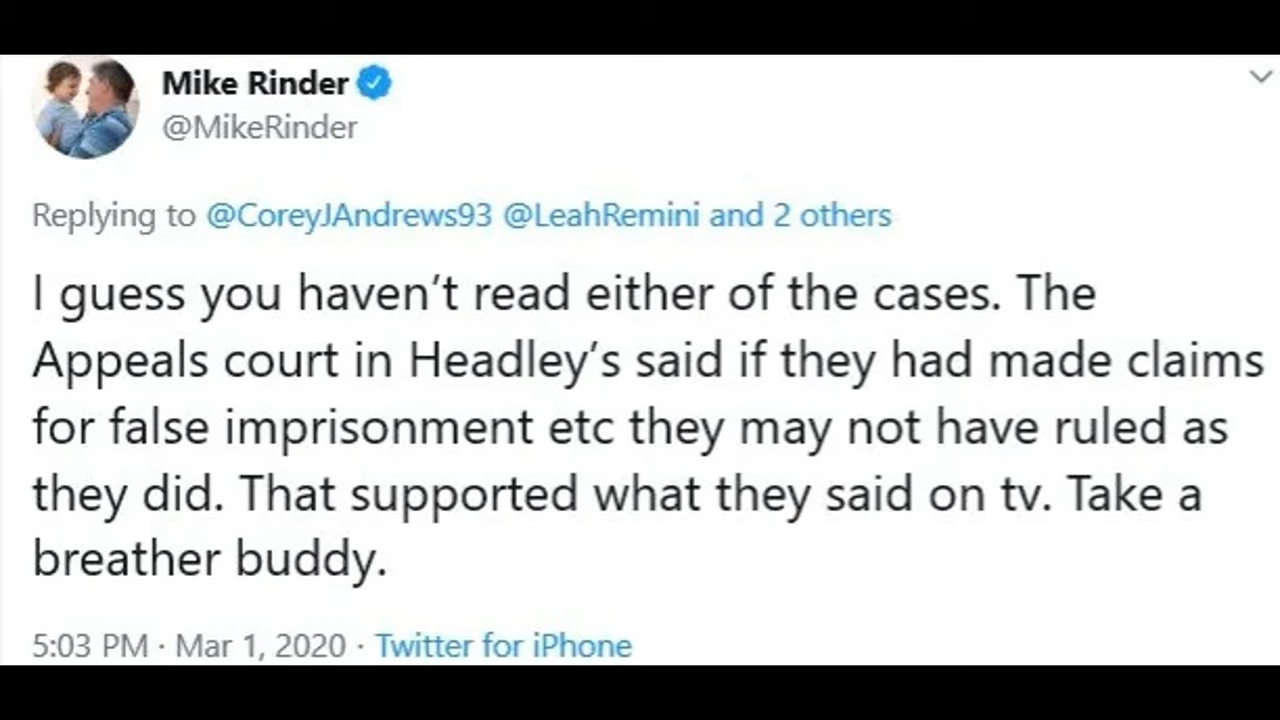 Mike Rinder
@MikeRinder
Replying to @CoreyJAndrews93 @LeahRemini and 2 others
I guess you haven’t read either of the cases. The
Appeals court in Headley’s said if they had made claims
for false imprisonment etc they may not have ruled as
they did. That supported what they said on tv. Take a
breather buddy.
5:03 PM · Mar 1, 2020 · Twitter for iPhone